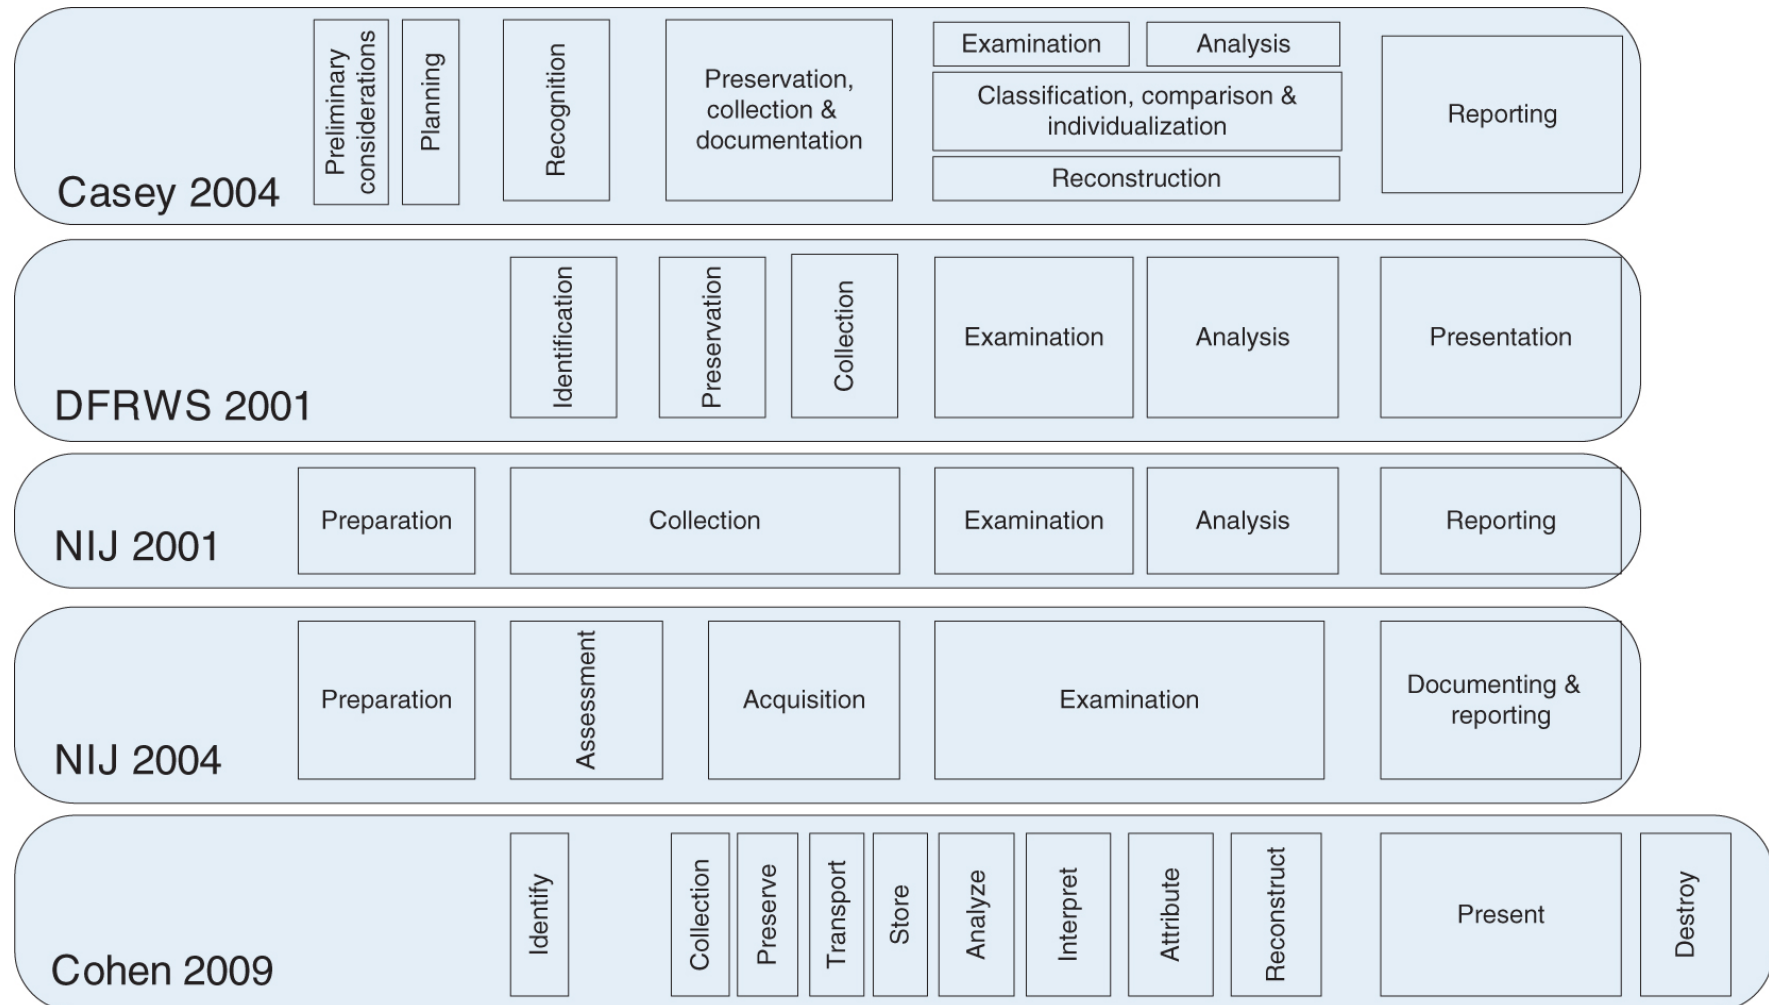 Preliminary
considerations
Planning
Recognition
Preservation,
collection &
documentation
Examination
Analysis
Classification, comparison &
individualization
Reconstruction
Reporting
Casey 2004
Identification
Preservation
Collection
Examination
Analysis
Presentation
DFRWS 2001
Preparation
Collection
Examination
Analysis
Reporting
NIJ 2001
Preparation
Assessment
Acquisition
Examination
Documenting &
reporting
NIJ 2004
Identify
Collection
Preserve
Transport
Store
Analyze
Interpret
Attribute
Reconstruct
Present
Destroy
Cohen 2009